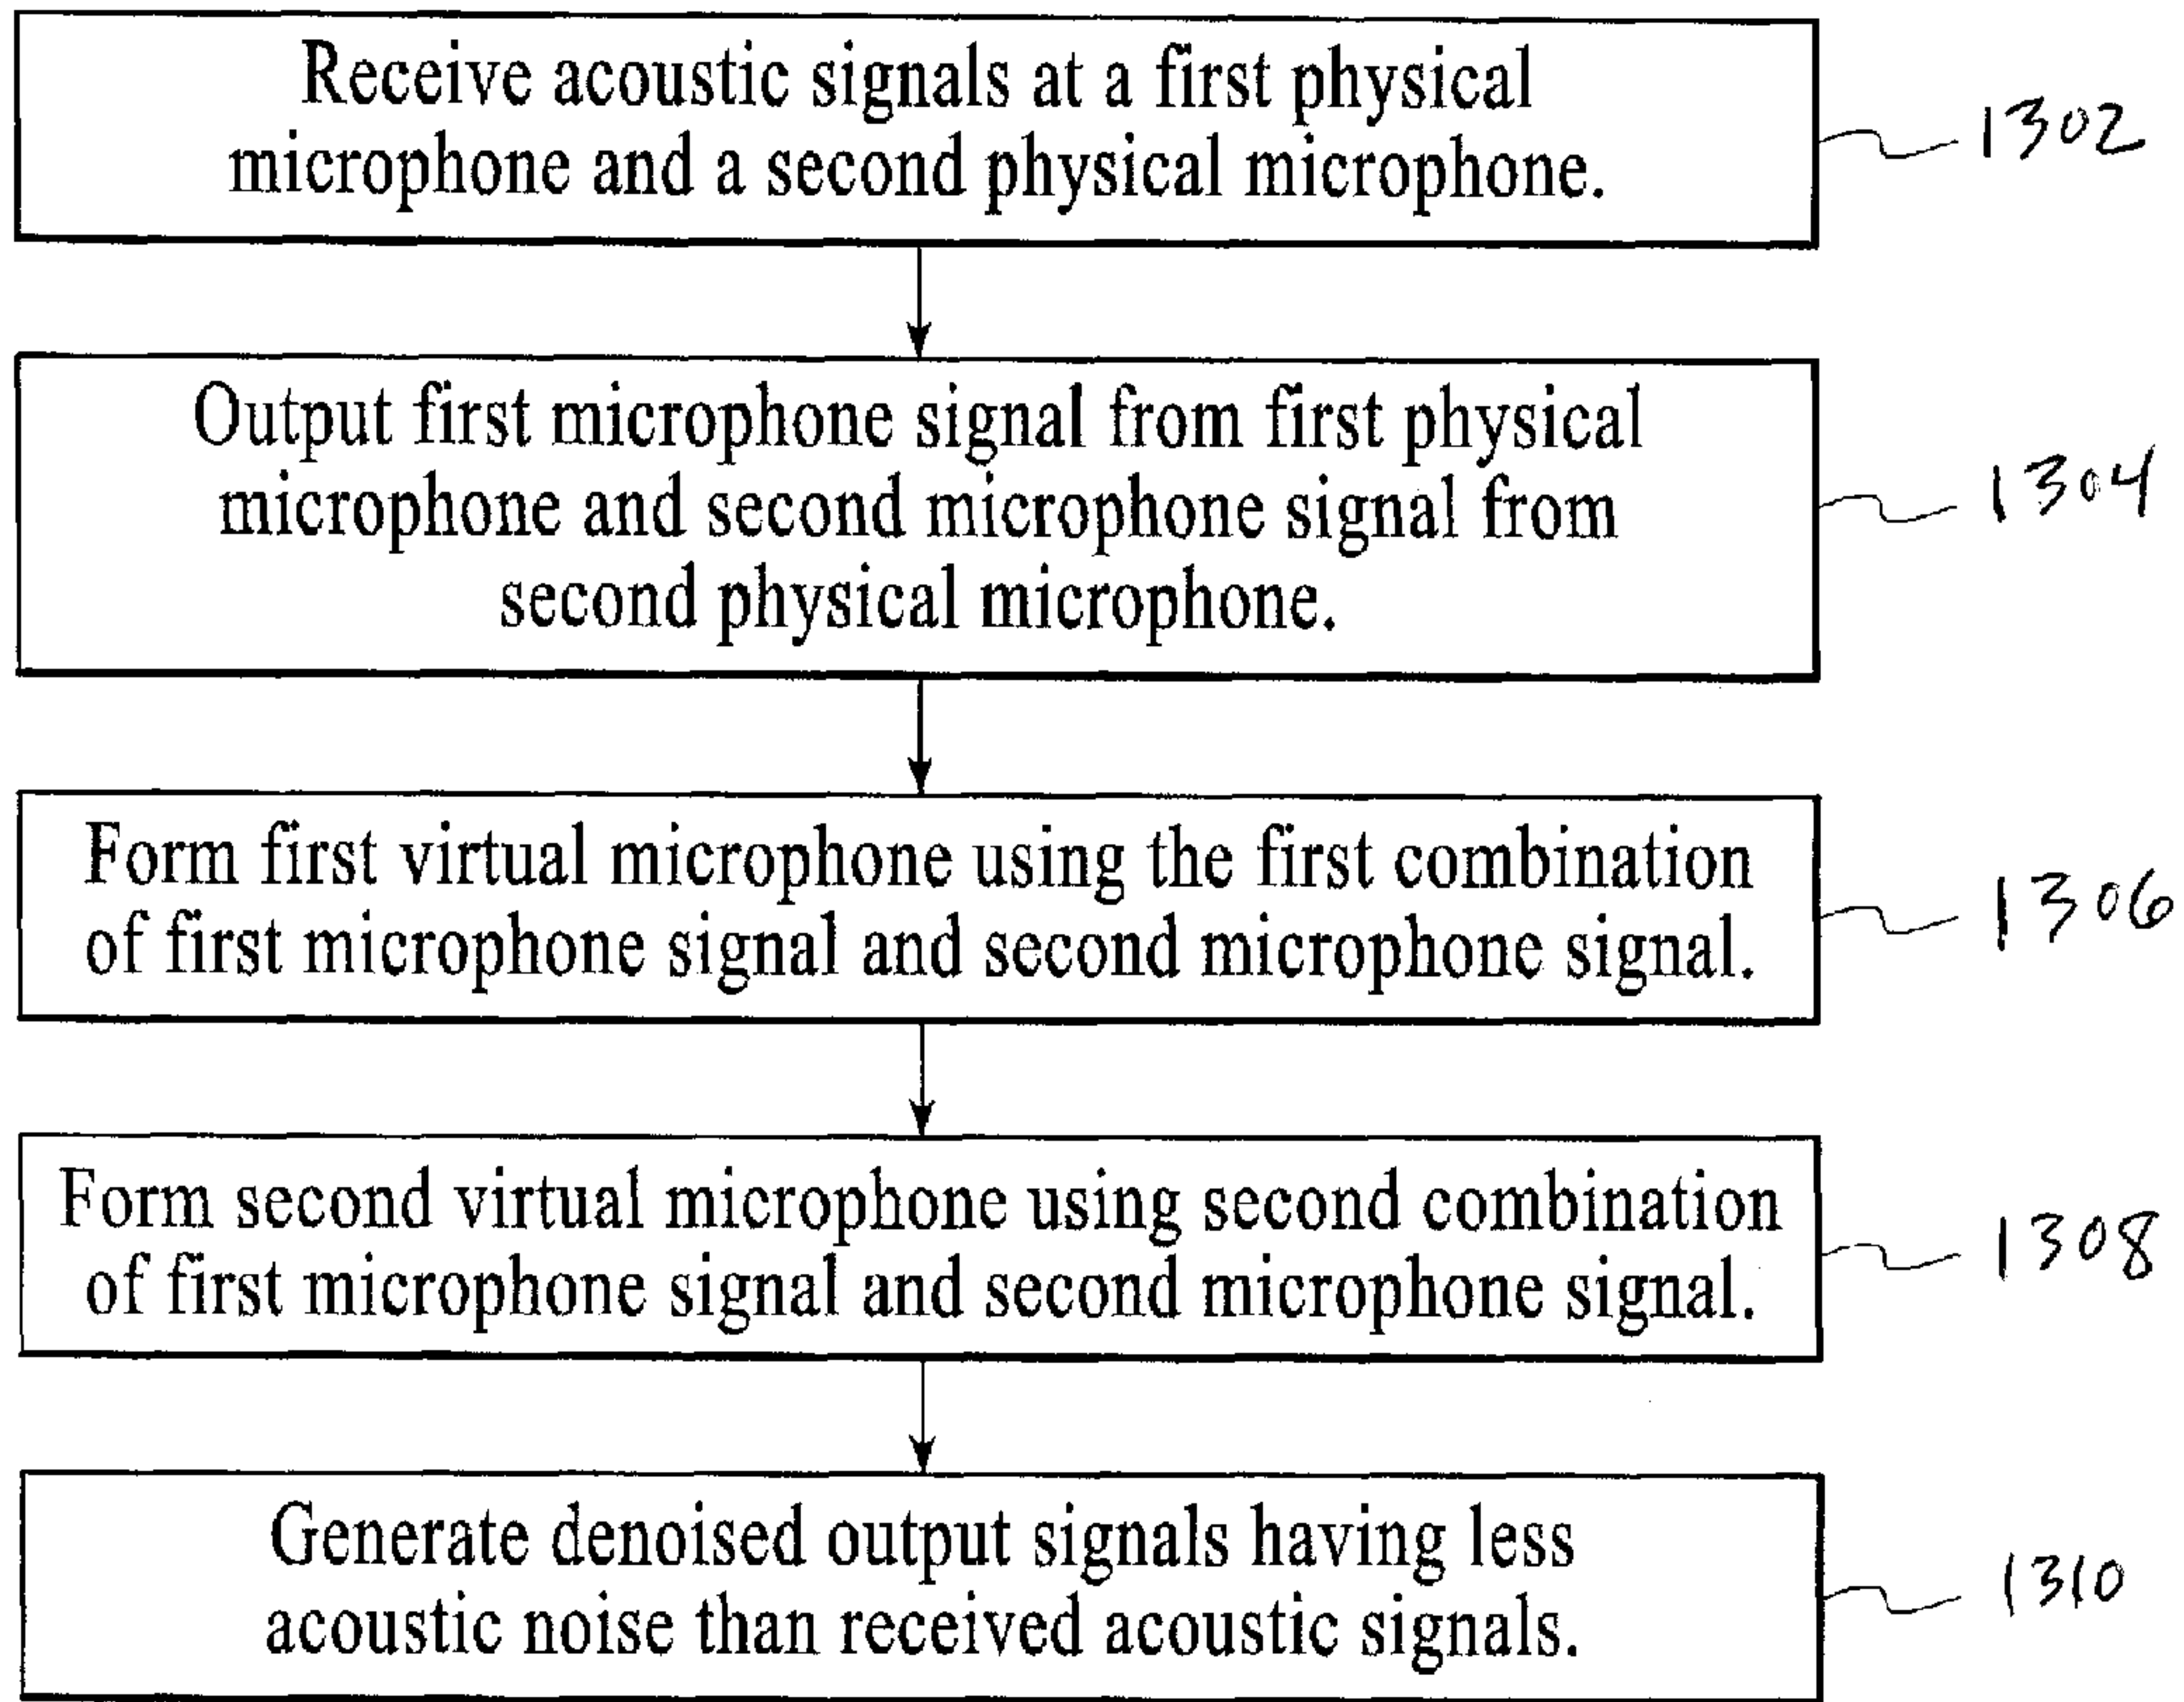 Receive acoustic signals at a first physical
microphone and a second physical microphone.
1302
Output first microphone signal from first physical
microphone and second microphone signal from
second physical microphone.
1304
Form first virtual microphone using the first combination
of first microphone signal and second microphone signal.
1306
Form second virtual microphone using second combination
of first microphone signal and second microphone signal.
1308
Generate denoised output signals having less
acoustic noise than received acoustic signals.
1310